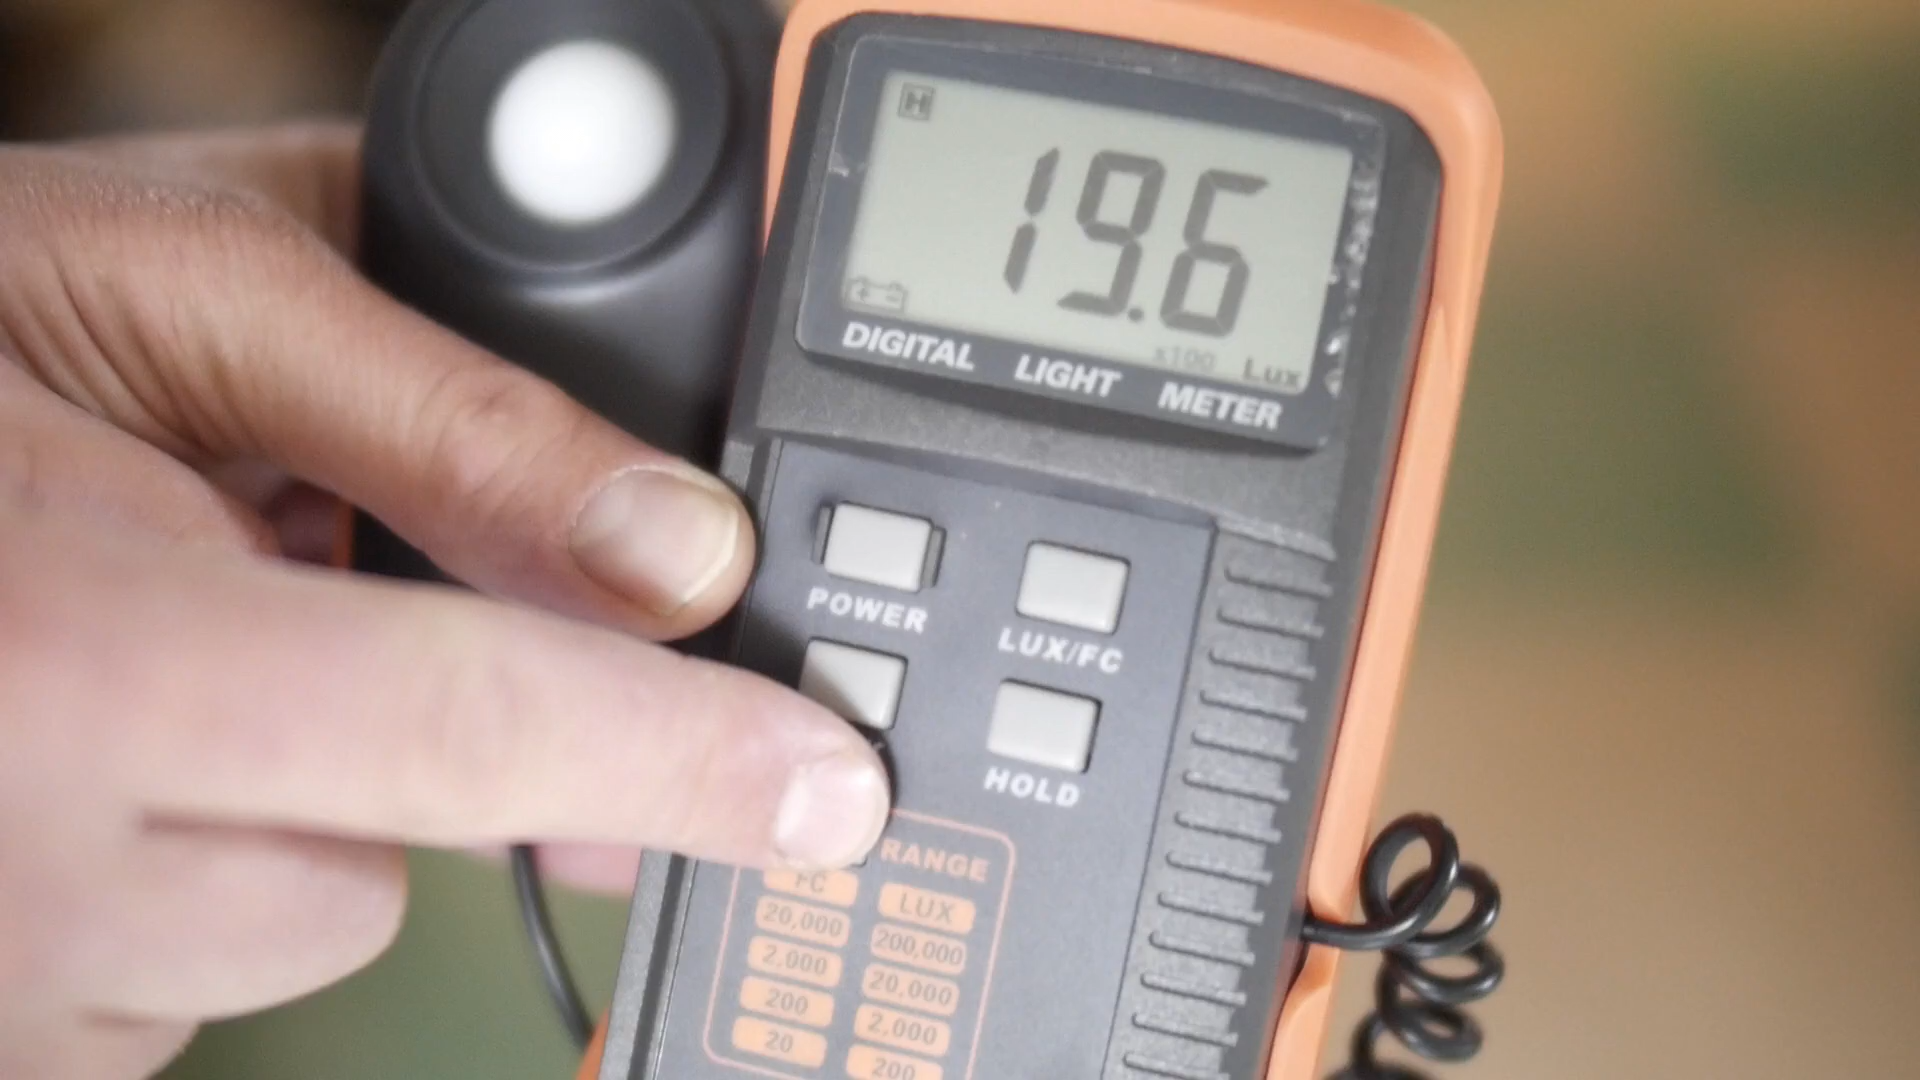 H
19.6
x100 Lux
DIGITAL LIGHT METER
POWER
LUX/FC
HOLD
RANGE
FC LUX
20,000 200,000
2,000 20,000
200 2,000
20 200